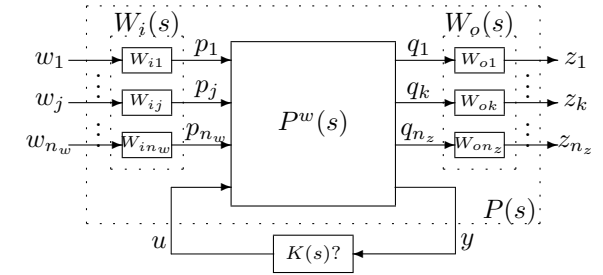 W_i(s) W_o(s)
w_1 W_{i1} p_1 q_1 W_{o1} z_1
w_j W_{ij} p_j P^w(s) q_k W_{ok} z_k
w_{n_w} W_{in_w} p_{n_w} q_{n_z} W_{on_z} z_{n_z}
P(s)
u K(s)? y